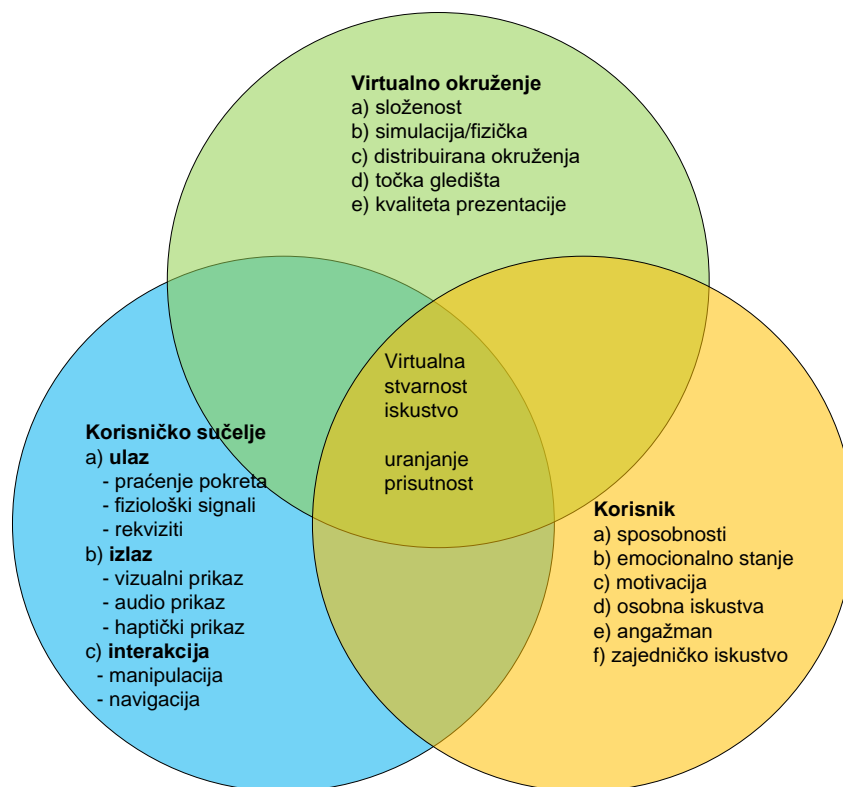 Virtualno okruženje
a) složenost
b) simulacija/fizička
c) distribuirana okruženja
d) točka gledišta
e) kvaliteta prezentacije
Virtualna
stvarnost
iskustvo
uranjanje
prisutnost
Korisničko sučelje
a) ulaz
- praćenje pokreta
- fiziološki signali
- rekviziti
b) izlaz
- vizualni prikaz
- audio prikaz
- haptički prikaz
c) interakcija
- manipulacija
- navigacija
Korisnik
a) sposobnosti
b) emocionalno stanje
c) motivacija
d) osobna iskustva
e) angažman
f) zajedničko iskustvo